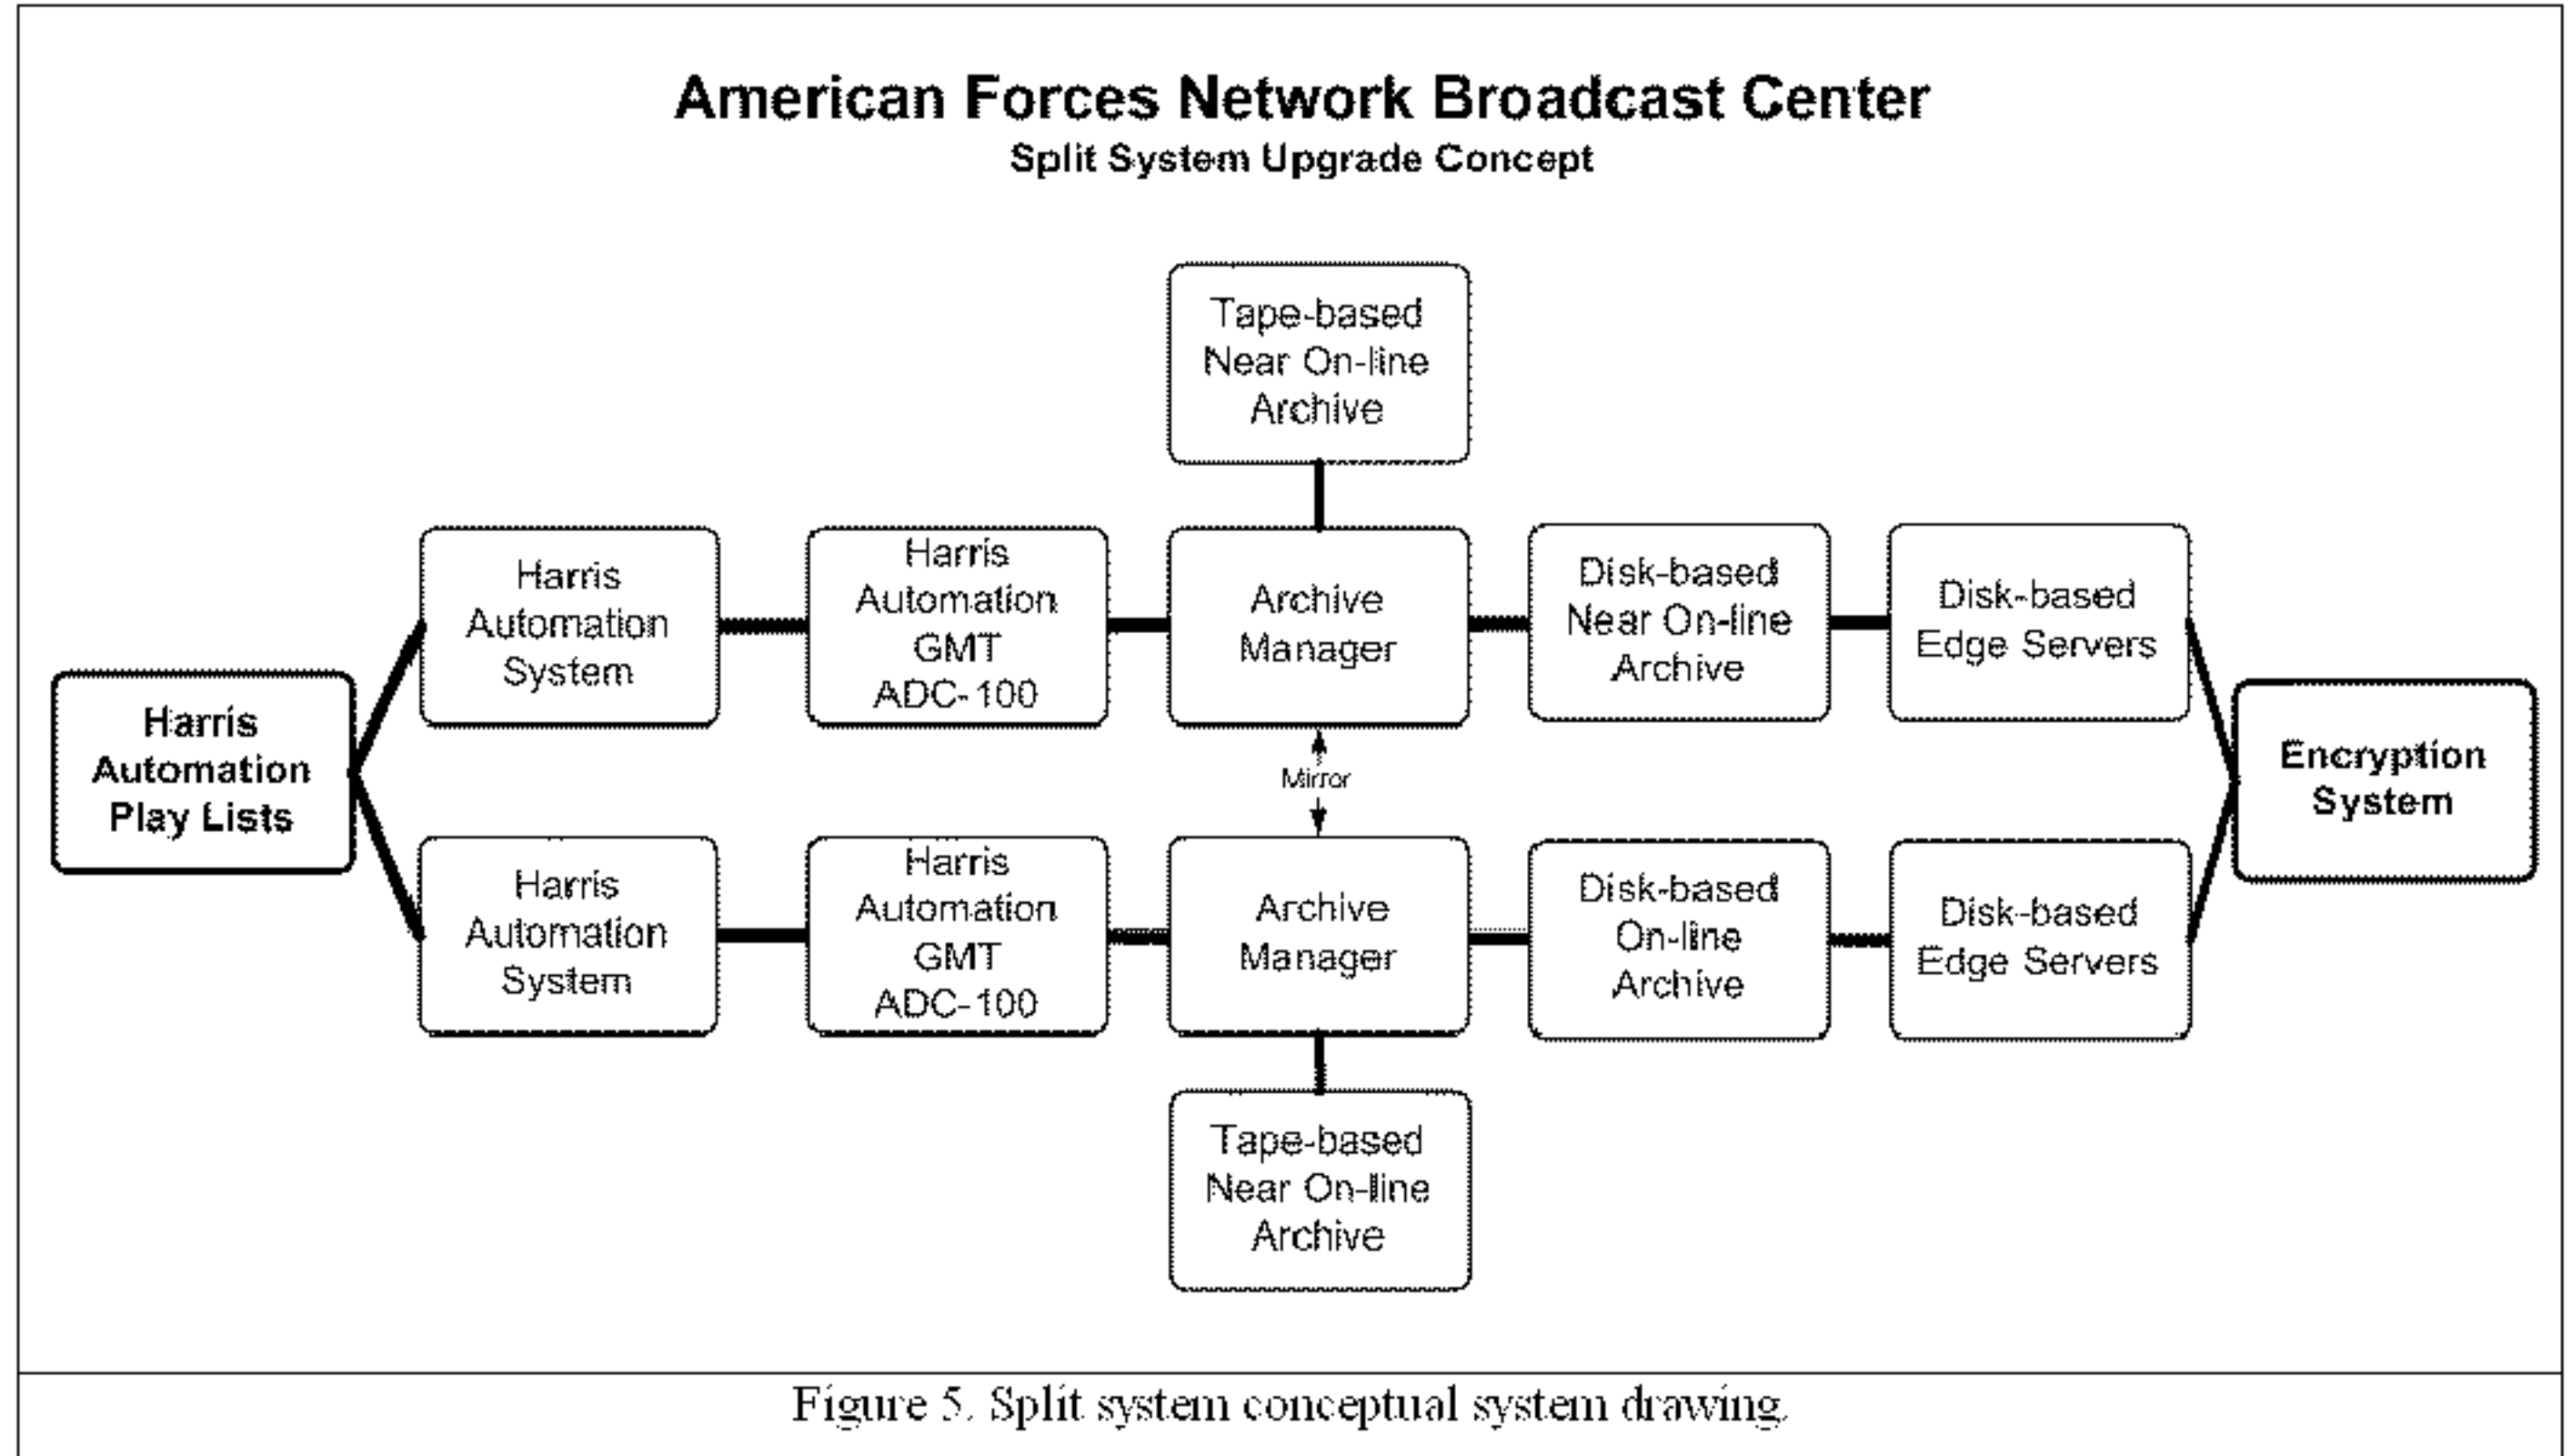 American Forces Network Broadcast Center
Split System Upgrade Concept
Tape-based
Near On-line
Archive
Harris
Automation
System
Harris
Automation
GMT
ADC-100
Archive
Manager
Disk-based
Near On-line
Archive
Disk-based
Edge Servers
Harris
Automation
Play Lists
Mirror
Encryption
System
Harris
Automation
System
Harris
Automation
GMT
ADC-100
Archive
Manager
Disk-based
On-line
Archive
Disk-based
Edge Servers
Tape-based
Near On-line
Archive
Figure 5. Split system conceptual system drawing.